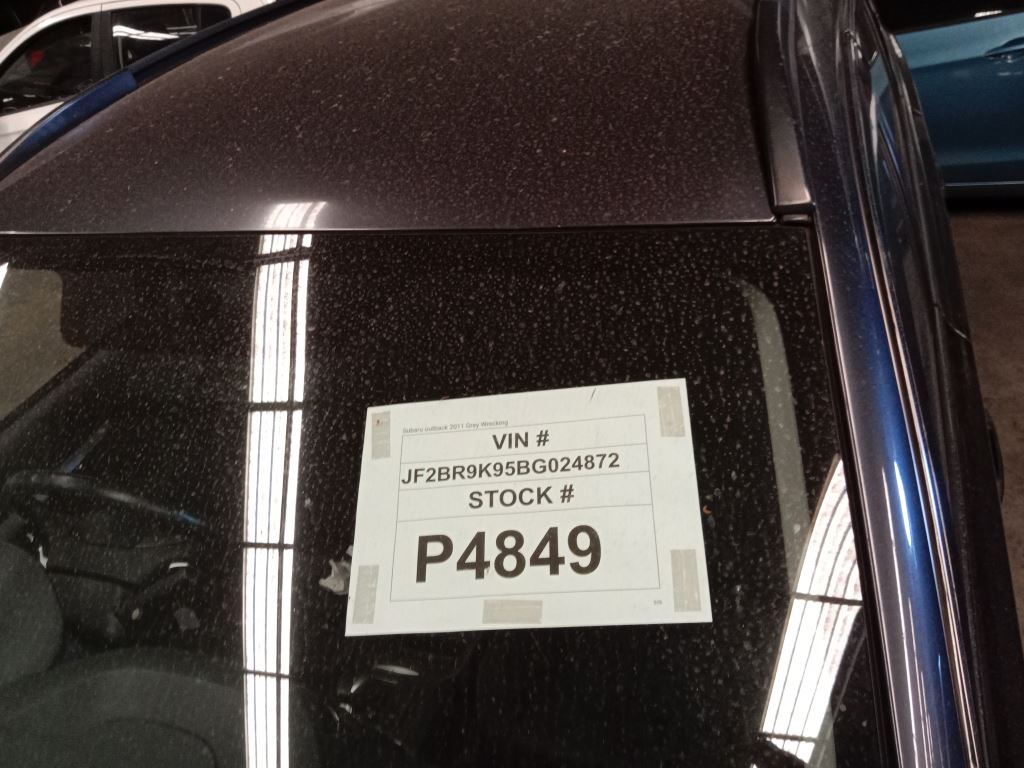 Subaru outback 2011 Grey Wrecking
VIN #
JF2BR9K95BG024872
STOCK #
P4849